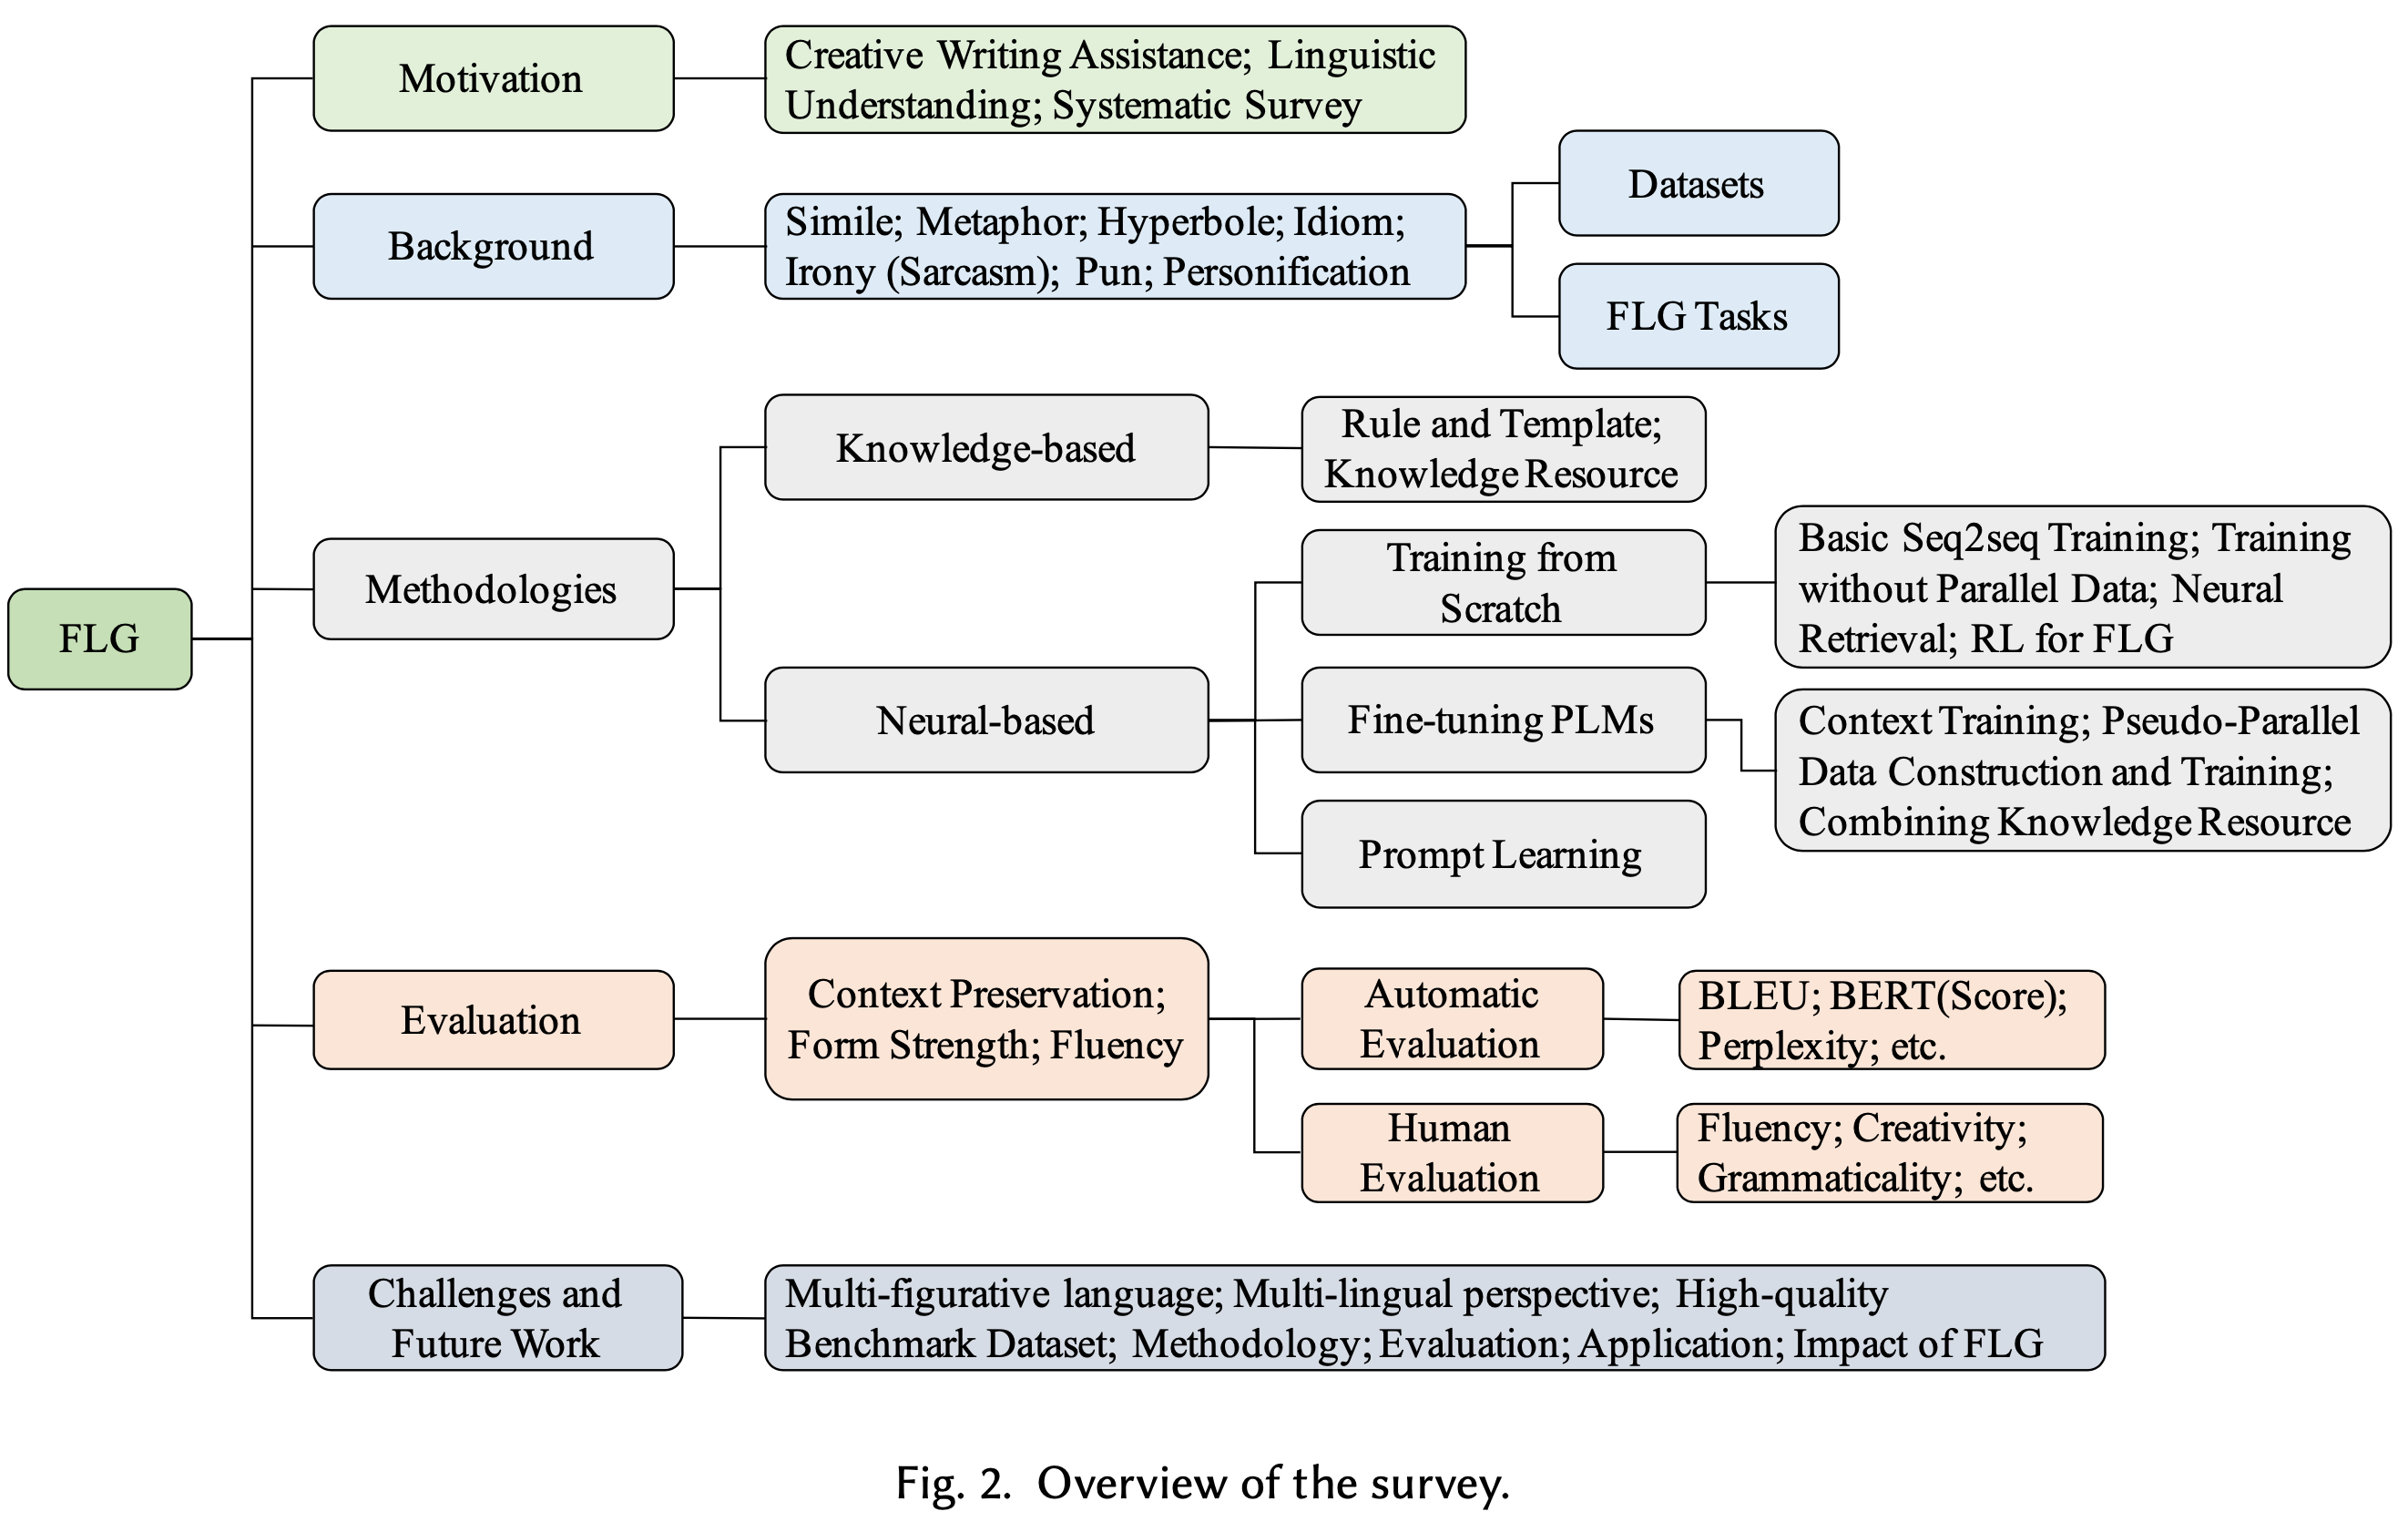 Motivation
Creative Writing Assistance; Linguistic
Understanding; Systematic Survey
Background
Simile; Metaphor; Hyperbole; Idiom;
Irony (Sarcasm); Pun; Personification
Datasets
FLG Tasks
FLG
Methodologies
Knowledge-based
Rule and Template;
Knowledge Resource
Neural-based
Training from
Scratch
Basic Seq2seq Training; Training
without Parallel Data; Neural
Retrieval; RL for FLG
Fine-tuning PLMs
Context Training; Pseudo-Parallel
Data Construction and Training;
Combining Knowledge Resource
Prompt Learning
Evaluation
Context Preservation;
Form Strength; Fluency
Automatic
Evaluation
BLEU; BERT(Score);
Perplexity; etc.
Human
Evaluation
Fluency; Creativity;
Grammaticality; etc.
Challenges and
Future Work
Multi-figurative language; Multi-lingual perspective; High-quality
Benchmark Dataset; Methodology; Evaluation; Application; Impact of FLG
Fig. 2. Overview of the survey.